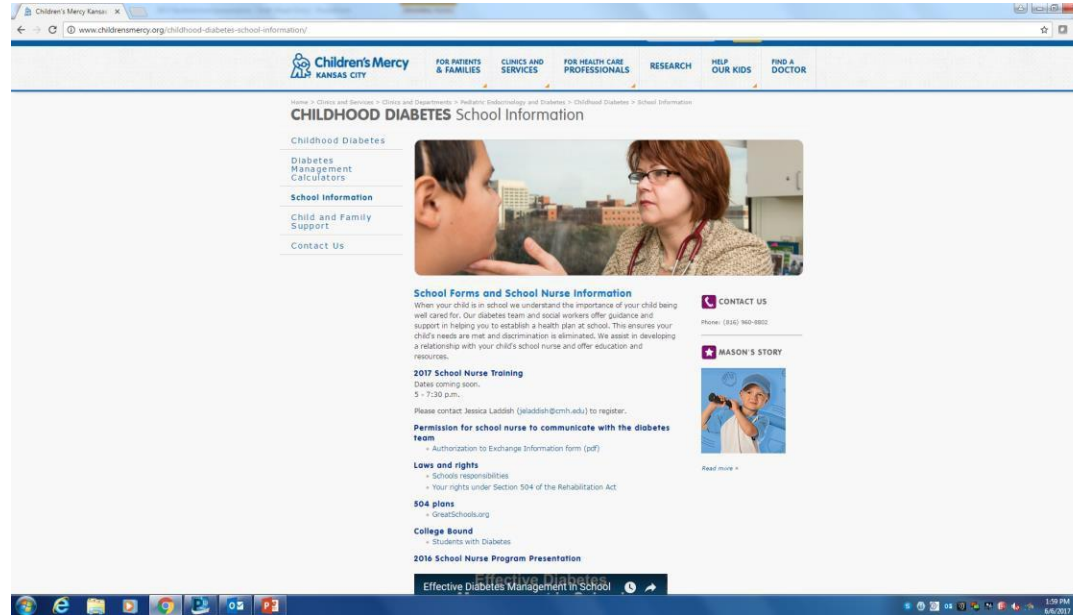 Children's Mercy Kansas
www.childrensmercy.org/childhood-diabetes-school-information/
Children's Mercy
KANSAS CITY
FOR PATIENTS
& FAMILIES
CLINICS AND
SERVICES
FOR HEALTH CARE
PROFESSIONALS
RESEARCH
HELP
OUR KIDS
FIND A
DOCTOR
Home > Clinics and Services > Clinics and Departments > Pediatric Endocrinology and Diabetes > Childhood Diabetes > School Information
CHILDHOOD DIABETES School Information
Childhood Diabetes
Diabetes
Management
Calculators
School Information
Child and Family
Support
Contact Us
School Forms and School Nurse Information
When your child is in school we understand the importance of your child being
well cared for. Our diabetes team and social workers offer guidance and
support in helping you to establish a health plan at school. This ensures your
child's needs are met and discrimination is eliminated. We assist in developing
a relationship with your child's school nurse and offer education and
resources.
2017 School Nurse Training
Dates coming soon.
5 - 7:30 p.m.
Please contact Jessica Laddish (jeladdish@cmh.edu) to register.
Permission for school nurse to communicate with the diabetes
team
» Authorization to Exchange Information form (pdf)
Laws and rights
» Schools responsibilities
» Your rights under Section 504 of the Rehabilitation Act
504 plans
» GreatSchools.org
College Bound
» Students with Diabetes
2016 School Nurse Program Presentation
Effective Diabetes Management in School
Effective Diabetes
CONTACT US
Phone: (816) 960-8802
MASON'S STORY
Read more »
1:59 PM
6/6/2017